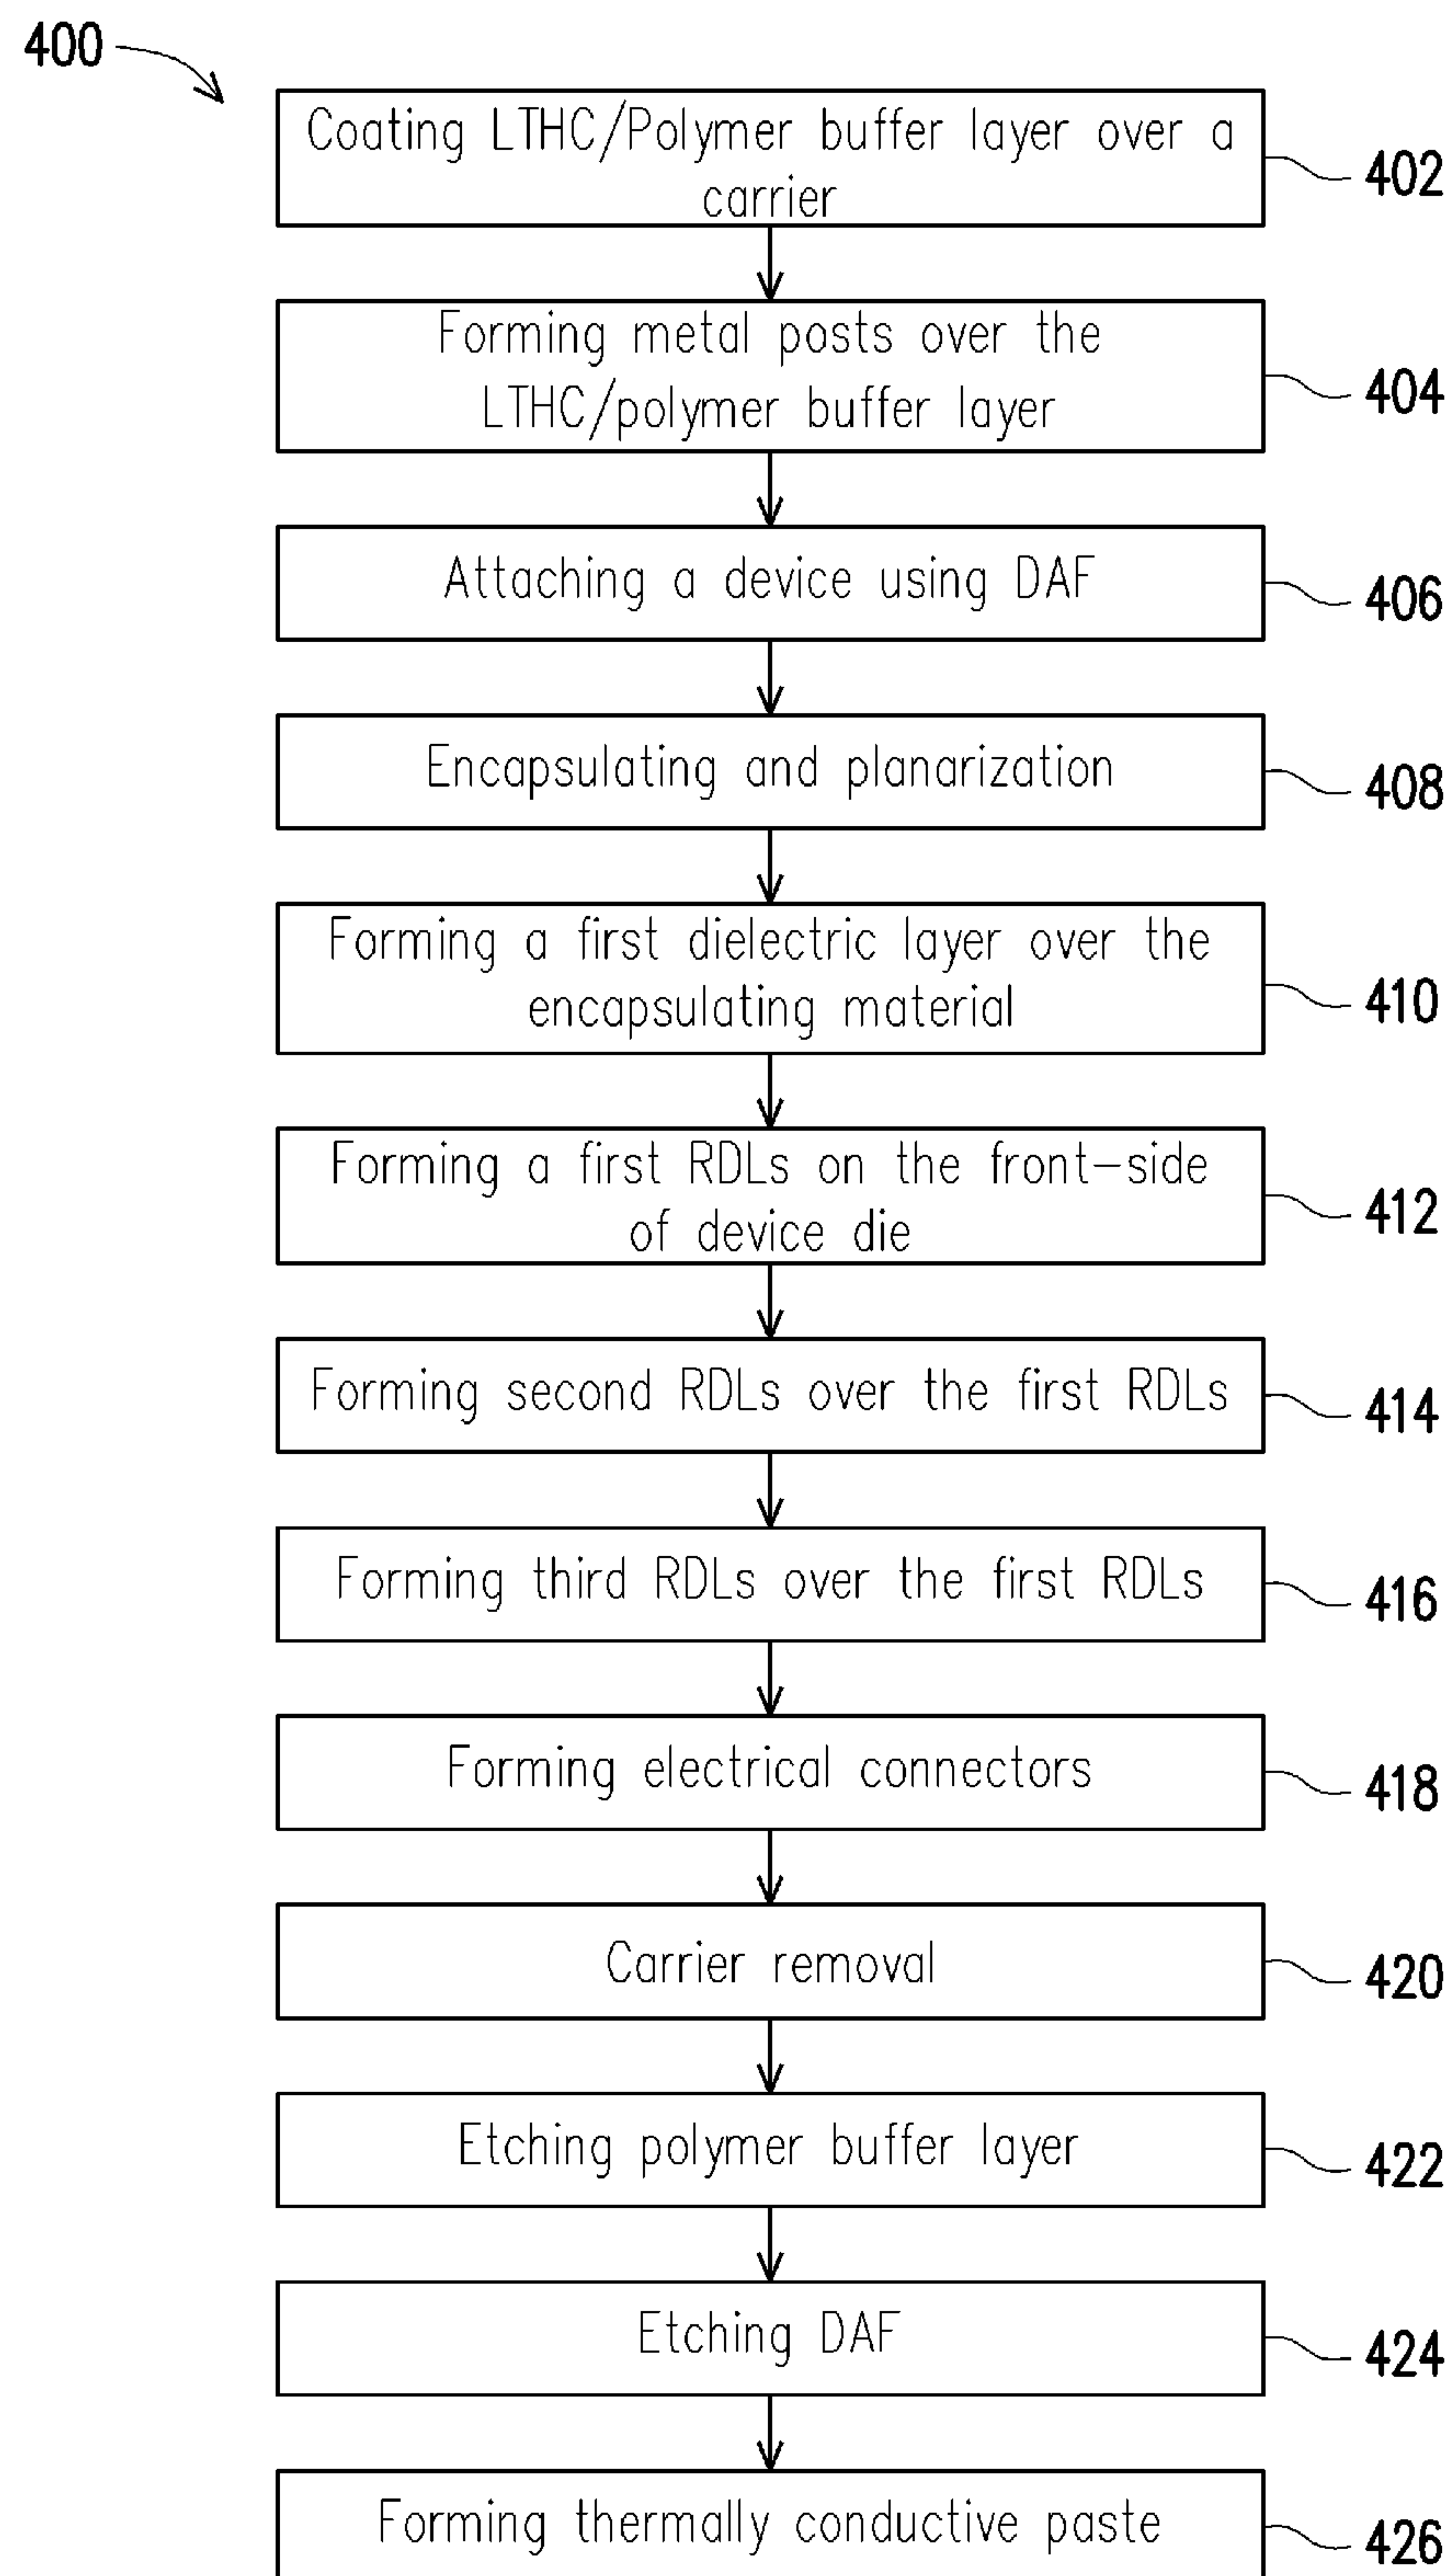 400
Coating LTHC/Polymer buffer layer over a
carrier
402
Forming metal posts over the
LTHC/polymer buffer layer
404
Attaching a device using DAF
406
Encapsulating and planarization
408
Forming a first dielectric layer over the
encapsulating material
410
Forming a first RDLs on the front-side
of device die
412
Forming second RDLs over the first RDLs
414
Forming third RDLs over the first RDLs
416
Forming electrical connectors
418
Carrier removal
420
Etching polymer buffer layer
422
Etching DAF
424
Forming thermally conductive paste
426